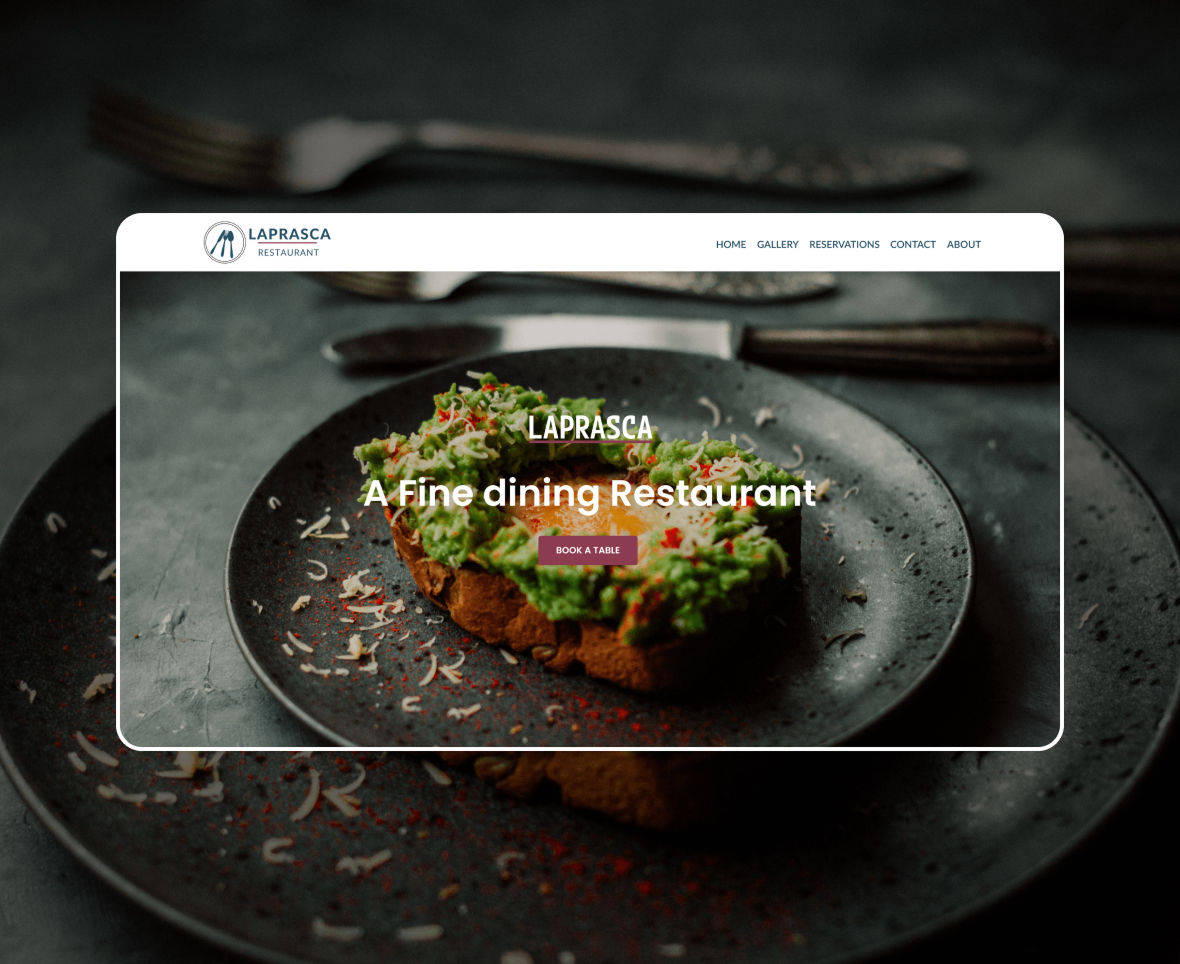 LAPRASCA
RESTAURANT
HOME GALLERY RESERVATIONS CONTACT ABOUT
LAPRASCA
A Fine dining Restaurant
BOOK A TABLE